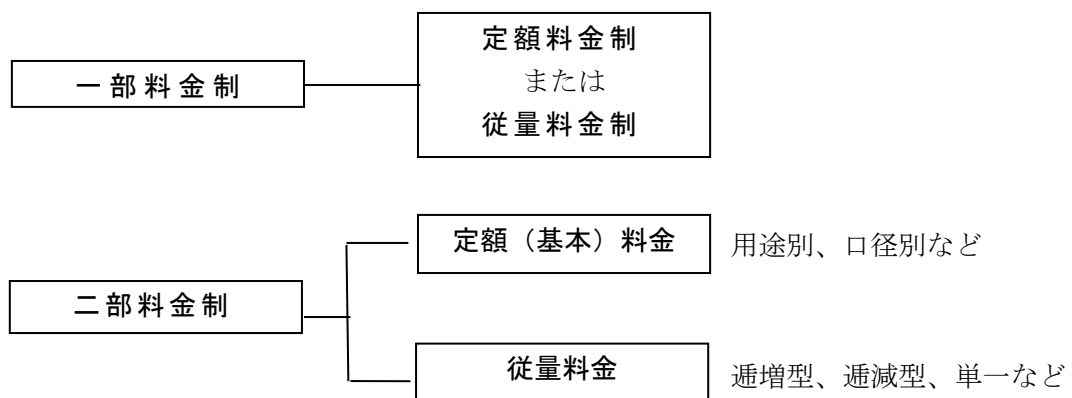 定額料金制
一部料金制
または
従量料金制
定額（基本）料金
用途別、口径別など
二部料金制
従量料金
逓増型、逓減型、単一など